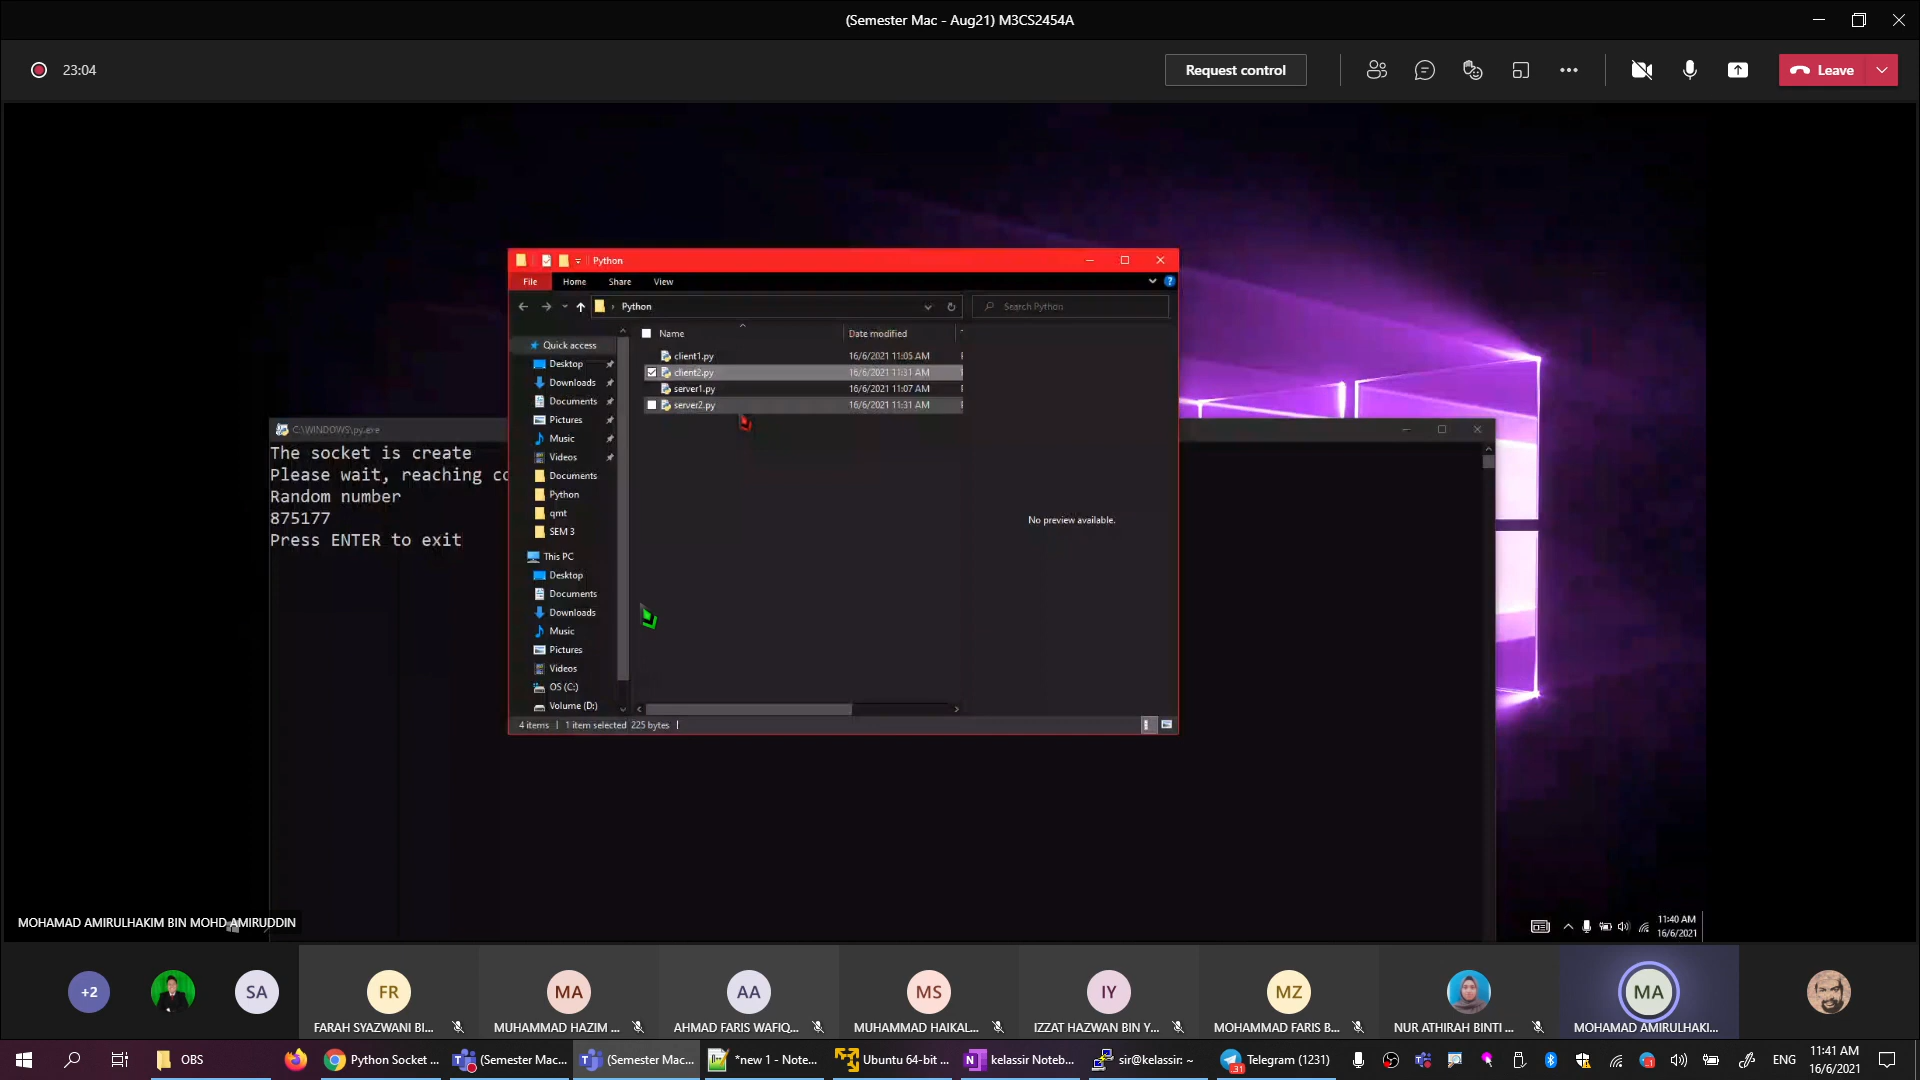 (Semester Mac - Aug21) M3CS2454A
23:04
Request control
Leave
Python
File Home Share View
Python
Search Python
Name Date modified
Quick access
Desktop
Downloads
Documents
Pictures
Music
Videos
Documents
Python
qmt
SEM 3
This PC
Desktop
Documents
Downloads
Music
Pictures
Videos
OS (C:)
Volume (D:)
client1.py 16/6/2021 11:05 AM
client2.py 16/6/2021 11:31 AM
server1.py 16/6/2021 11:07 AM
server2.py 16/6/2021 11:31 AM
No preview available.
4 items 1 item selected 225 bytes
C:\WINDOWS\py.exe
The socket is create
Please wait, reaching co
Random number
875177
Press ENTER to exit
MOHAMAD AMIRULHAKIM BIN MOHD AMIRUDDIN
11:40 AM
16/6/2021
+2
SA
FR
MA
AA
MS
IY
MZ
MA
FARAH SYAZWANI BI...
MUHAMMAD HAZIM ...
AHMAD FARIS WAFIQ...
MUHAMMAD HAIKAL...
IZZAT HAZWAN BIN Y...
MOHAMMAD FARIS B...
NUR ATHIRAH BINTI ...
MOHAMAD AMIRULHAKI...
OBS
Python Socket ...
(Semester Mac...
(Semester Mac...
*new 1 - Note...
Ubuntu 64-bit ...
kelassir Noteb...
sir@kelassir: ~
Telegram (1231)
ENG
11:41 AM
16/6/2021